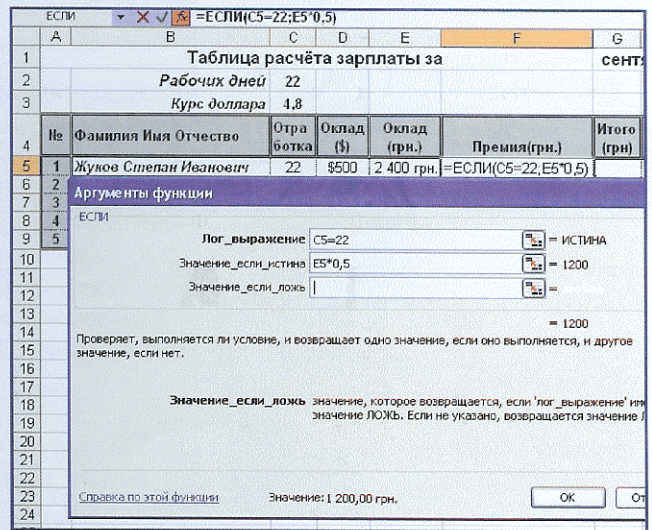 ЕСЛИ =ЕСЛИ(C5=22;E5*0,5)
A B C D E F G
1 Таблица расчёта зарплаты за сент
2 Рабочих дней 22
3 Курс доллара 4,8
4 № Фамилия Имя Отчество Отра ботка Оклад ($) Оклад (грн.) Премия(грн.) Итого (грн)
5 1 Жуков Степан Иванович 22 $500 2 400 грн. =ЕСЛИ(C5=22;E5*0,5)
6 2 Аргументы функции
7 3
8 4 ЕСЛИ
9 5 Лог_выражение C5=22 = ИСТИНА
10 Значение_если_истина E5*0,5 = 1200
11 Значение_если_ложь =
12
13 = 1200
14 Проверяет, выполняется ли условие, и возвращает одно значение, если оно выполняется, и другое
15 значение, если нет.
16
17
18 Значение_если_ложь значение, которое возвращается, если 'лог_выражение' им
19 значение ЛОЖЬ. Если не указано, возвращается значение Л
20
21
22
23 Справка по этой функции Значение: 1 200,00 грн. ОК От
24